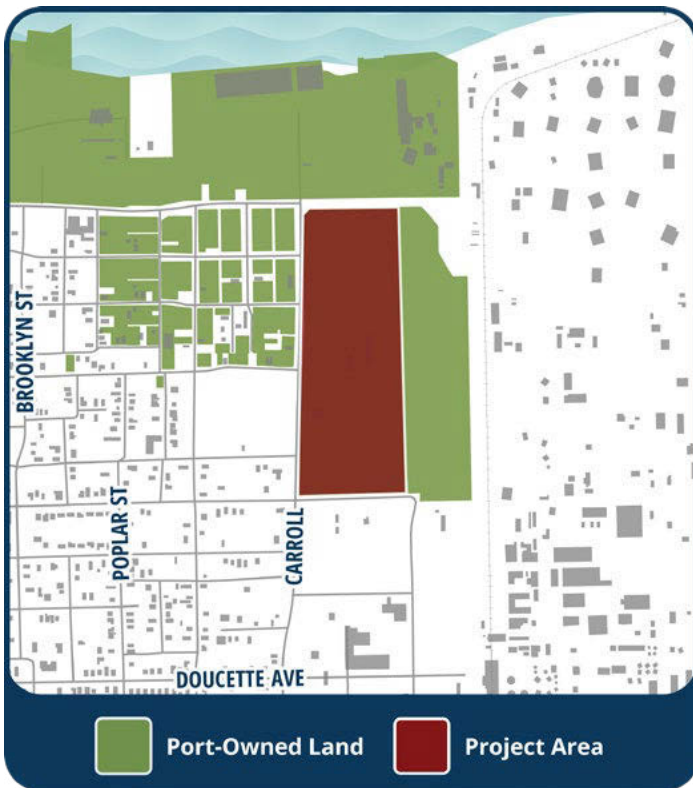 BROOKLYN ST
POPLAR ST
CARROLL
DOUCETTE AVE
Port-Owned Land
Project Area